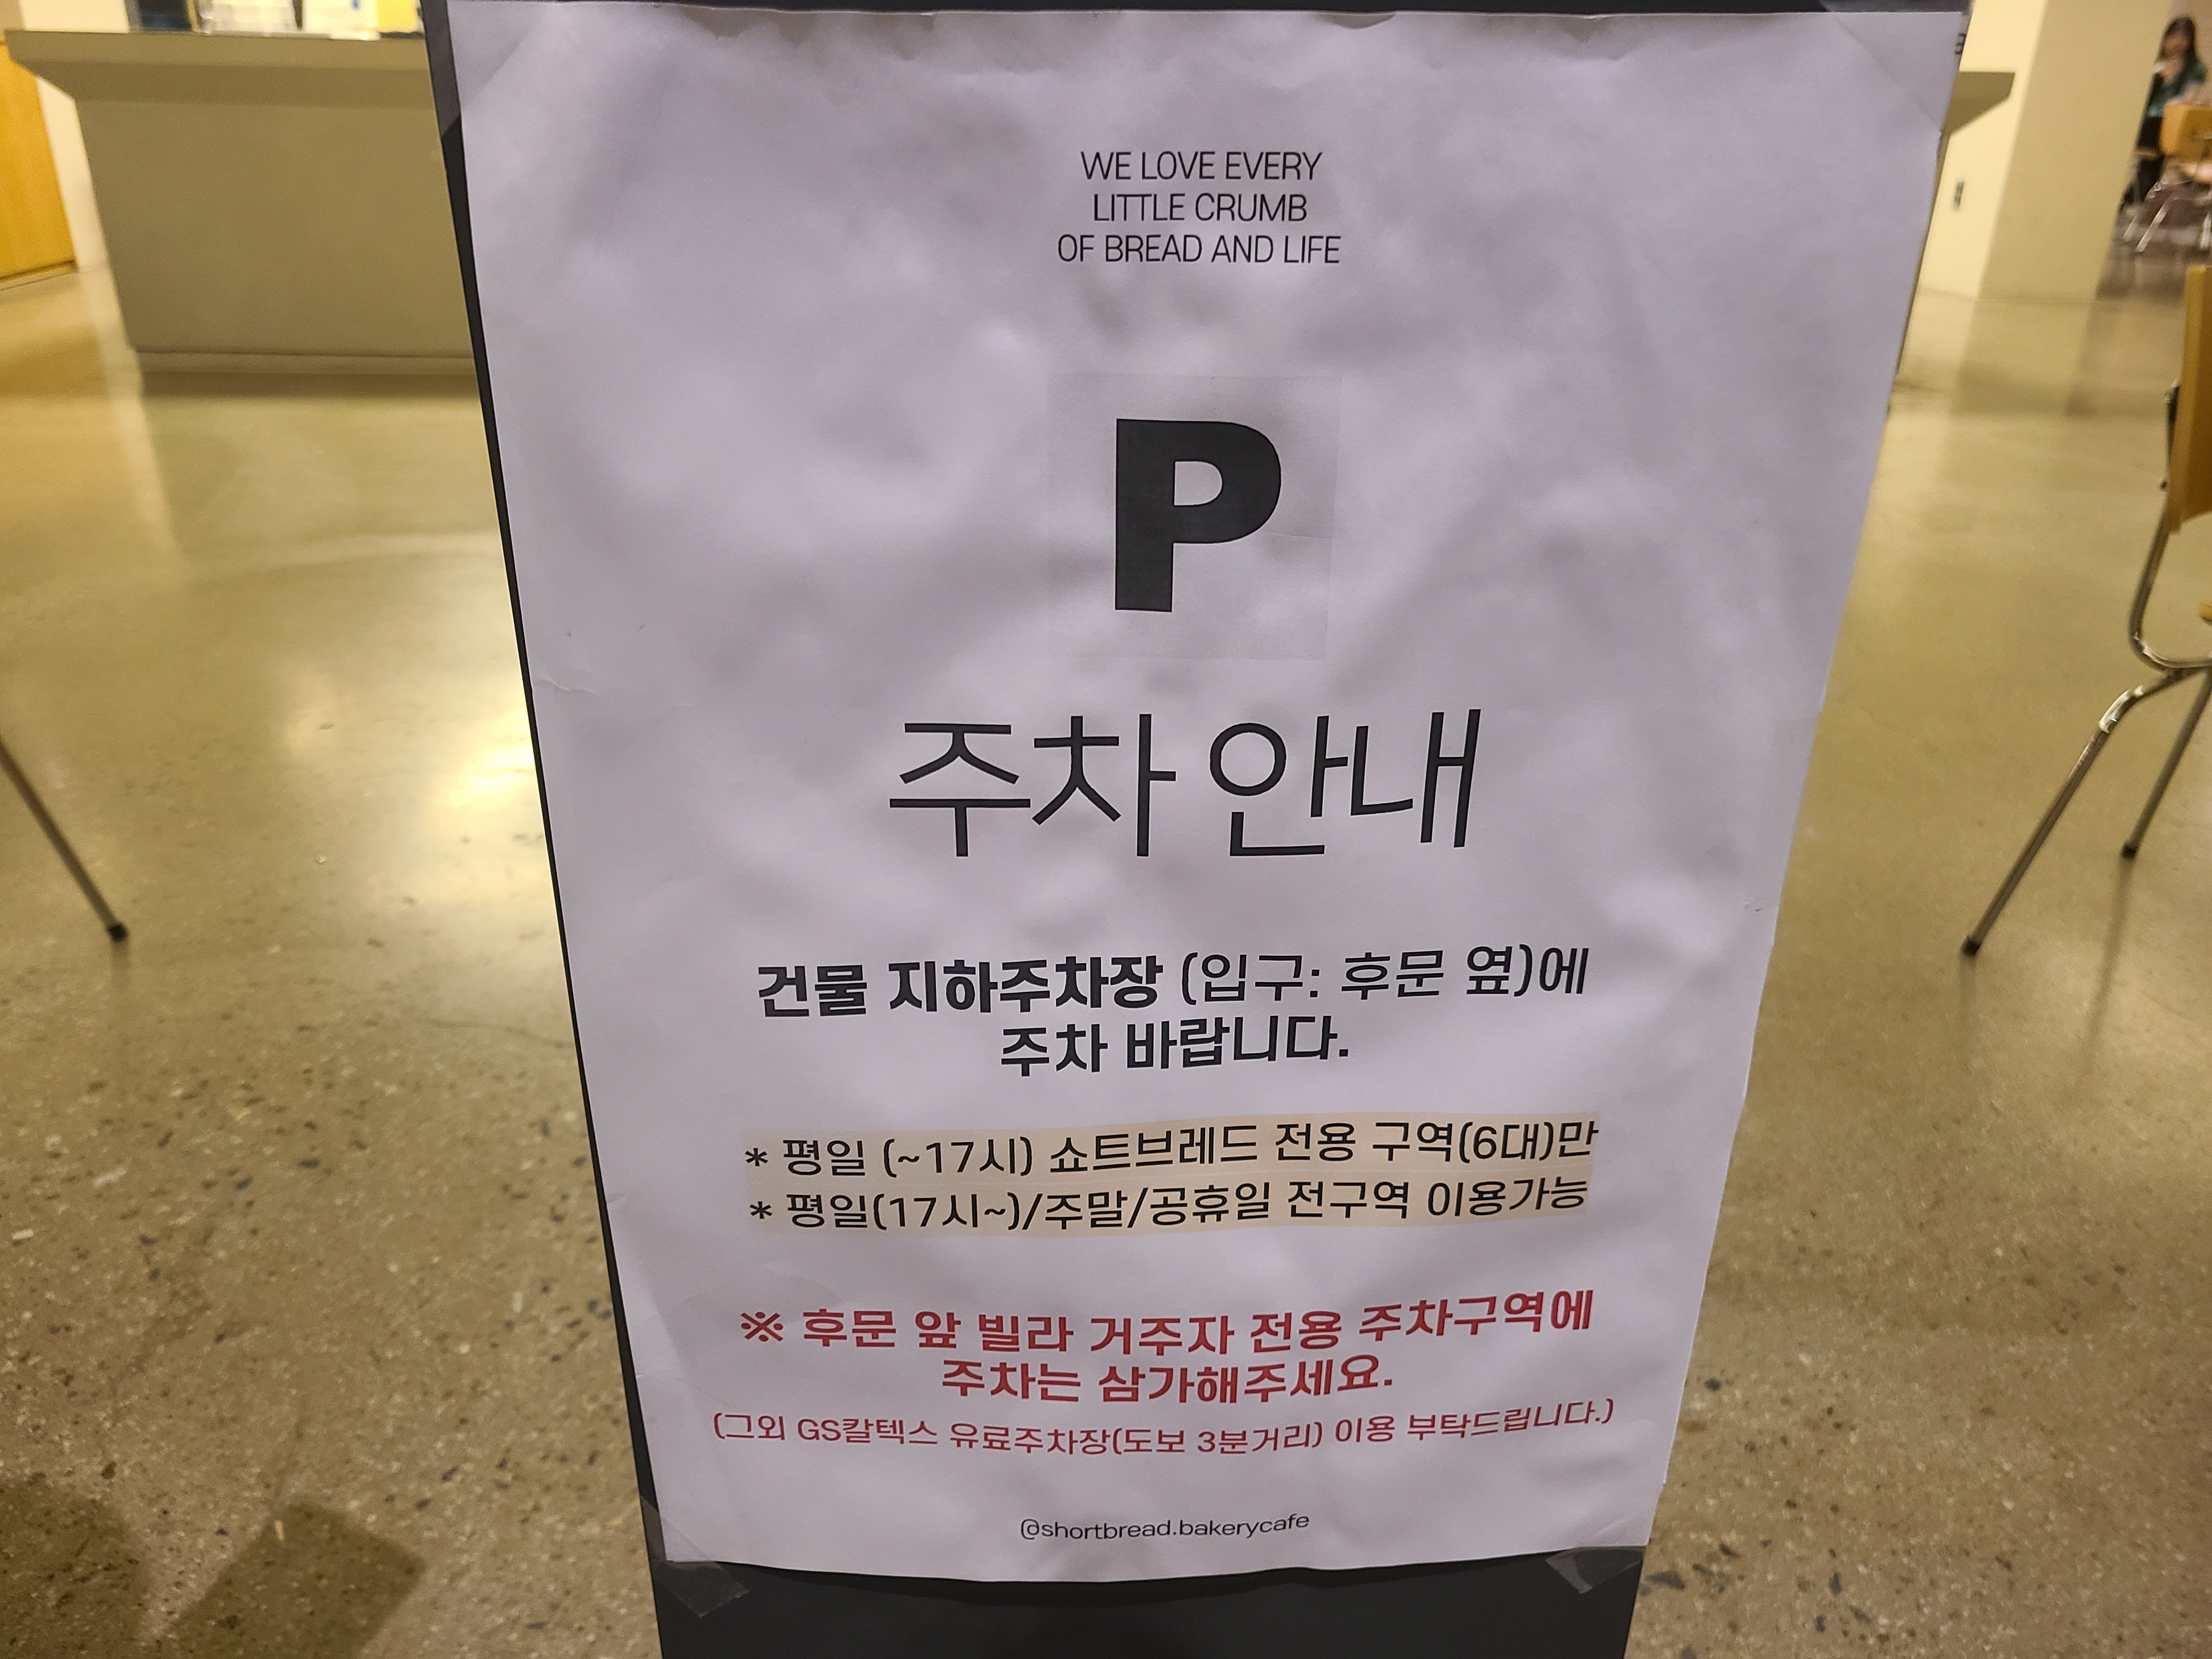 WE LOVE EVERY
LITTLE CRUMB
OF BREAD AND LIFE
P
주차 안내
건물 지하주차장 (입구: 후문 옆)에
주차 바랍니다.
* 평일 (~17시) 쇼트브레드 전용 구역(6대)만
* 평일(17시~)/주말/공휴일 전구역 이용가능
※ 후문 앞 빌라 거주자 전용 주차구역에
주차는 삼가해주세요.
(그외 GS칼텍스 유료주차장(도보 3분거리) 이용 부탁드립니다.)
@shortbread.bakerycafe